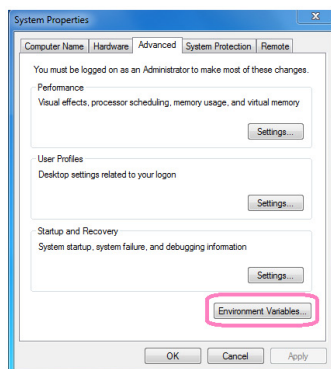 System Properties
Computer Name Hardware Advanced System Protection Remote
You must be logged on as an Administrator to make most of these changes.
Performance
Visual effects, processor scheduling, memory usage, and virtual memory
Settings...
User Profiles
Desktop settings related to your logon
Settings...
Startup and Recovery
System startup, system failure, and debugging information
Settings...
Environment Variables...
OK Cancel Apply